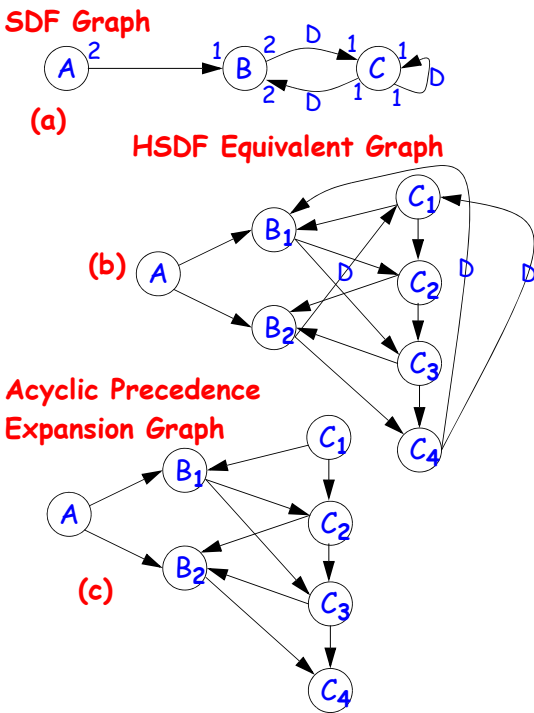 SDF Graph
A 2 1 B 2 D 1 C 1 D
2 D 1 1
(a)
HSDF Equivalent Graph
C1
B1
(b) A D C2 D D
B2
C3
C4
Acyclic Precedence
Expansion Graph
C1
B1
A C2
B2
(c) C3
C4